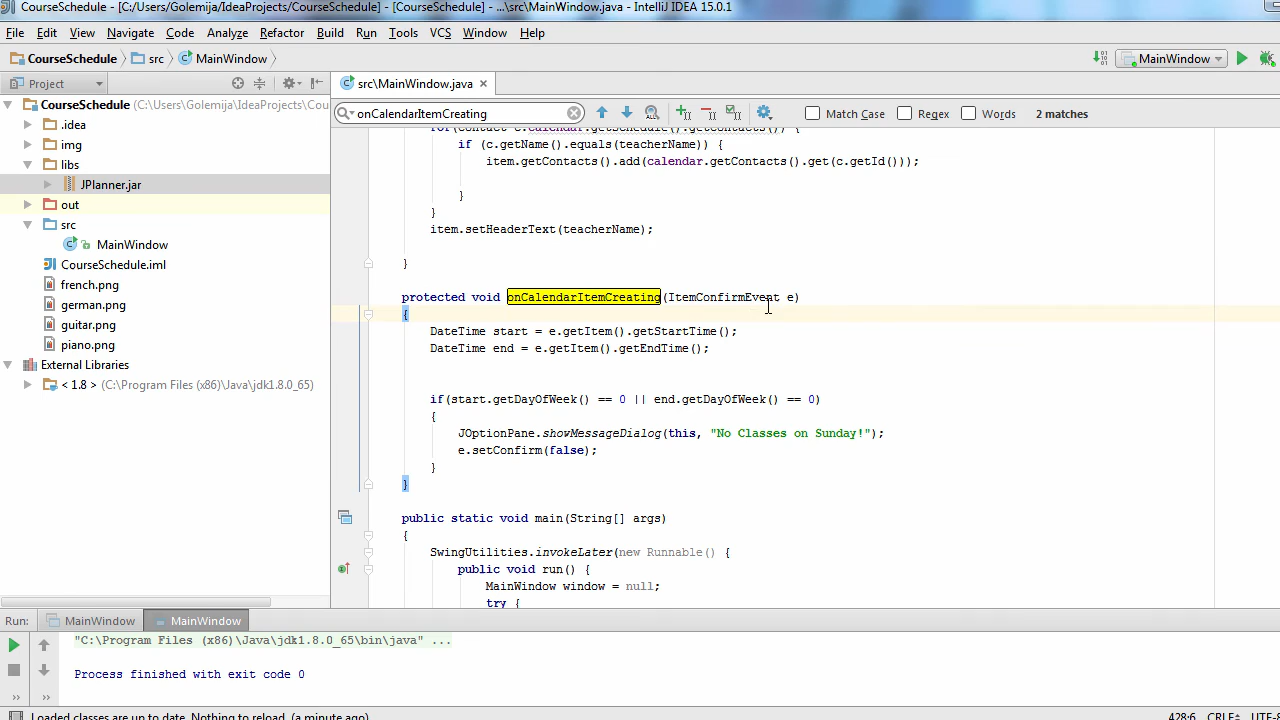 CourseSchedule - [C:/Users/Golemija/IdeaProjects/CourseSchedule] - [CourseSchedule] - ...\src\MainWindow.java - IntelliJ IDEA 15.0.1
File Edit View Navigate Code Analyze Refactor Build Run Tools VCS Window Help
CourseSchedule src MainWindow MainWindow
Project src\MainWindow.java
CourseSchedule (C:\Users\Golemija\IdeaProjects\Cou
onCalendarItemCreating Match Case Regex Words 2 matches
.idea
img
libs
JPlanner.jar
out
src
MainWindow
CourseSchedule.iml
french.png
german.png
guitar.png
piano.png
External Libraries
< 1.8 > (C:\Program Files (x86)\Java\jdk1.8.0_65)
for(Contact c:calendar.getSchedule().getContacts()) {
if (c.getName().equals(teacherName)) {
item.getContacts().add(calendar.getContacts().get(c.getId()));
}
}
item.setHeaderText(teacherName);
}
protected void onCalendarItemCreating(ItemConfirmEvent e)
{
DateTime start = e.getItem().getStartTime();
DateTime end = e.getItem().getEndTime();
if(start.getDayOfWeek() == 0 || end.getDayOfWeek() == 0)
{
JOptionPane.showMessageDialog(this, "No Classes on Sunday!");
e.setConfirm(false);
}
}
public static void main(String[] args)
{
SwingUtilities.invokeLater(new Runnable() {
public void run() {
MainWindow window = null;
try {
Run: MainWindow MainWindow
"C:\Program Files (x86)\Java\jdk1.8.0_65\bin\java" ...
Process finished with exit code 0
Loaded classes are up to date. Nothing to reload. (a minute ago) 428:6 CRLF÷ UTF-8